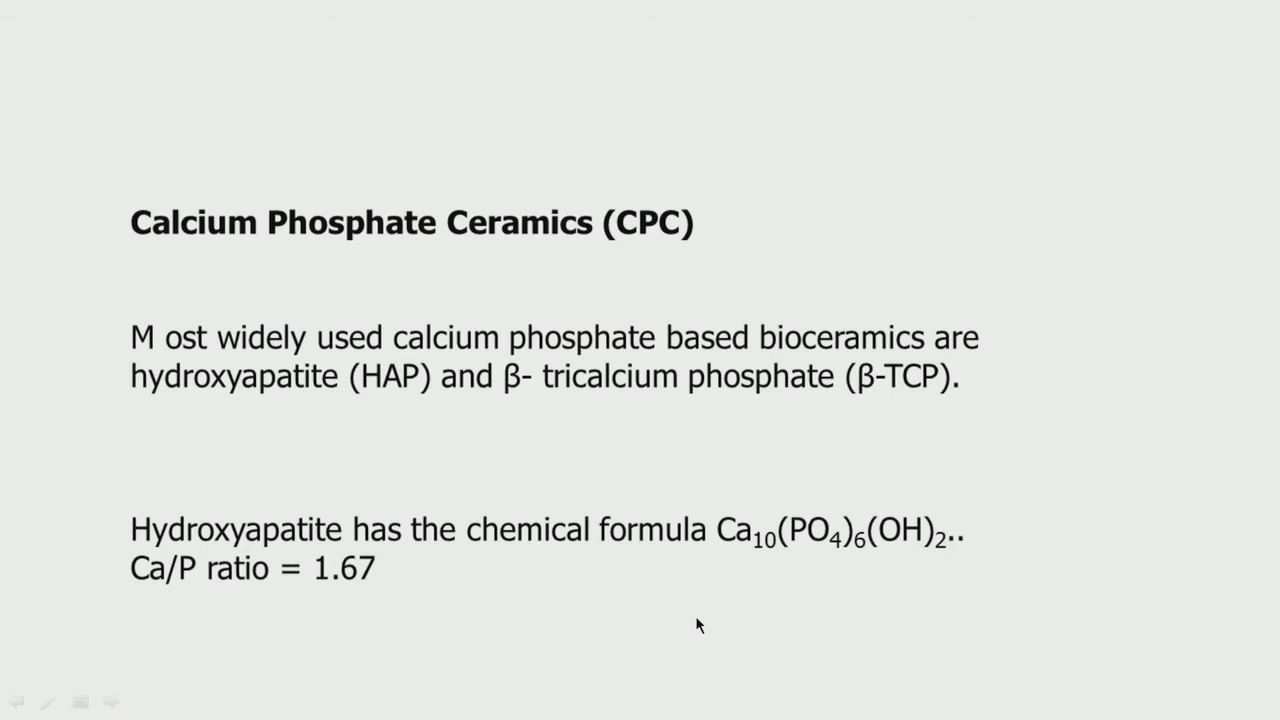 Calcium Phosphate Ceramics (CPC)
M ost widely used calcium phosphate based bioceramics are
hydroxyapatite (HAP) and β- tricalcium phosphate (β-TCP).
Hydroxyapatite has the chemical formula Ca₁₀(PO₄)₆(OH)₂..
Ca/P ratio = 1.67